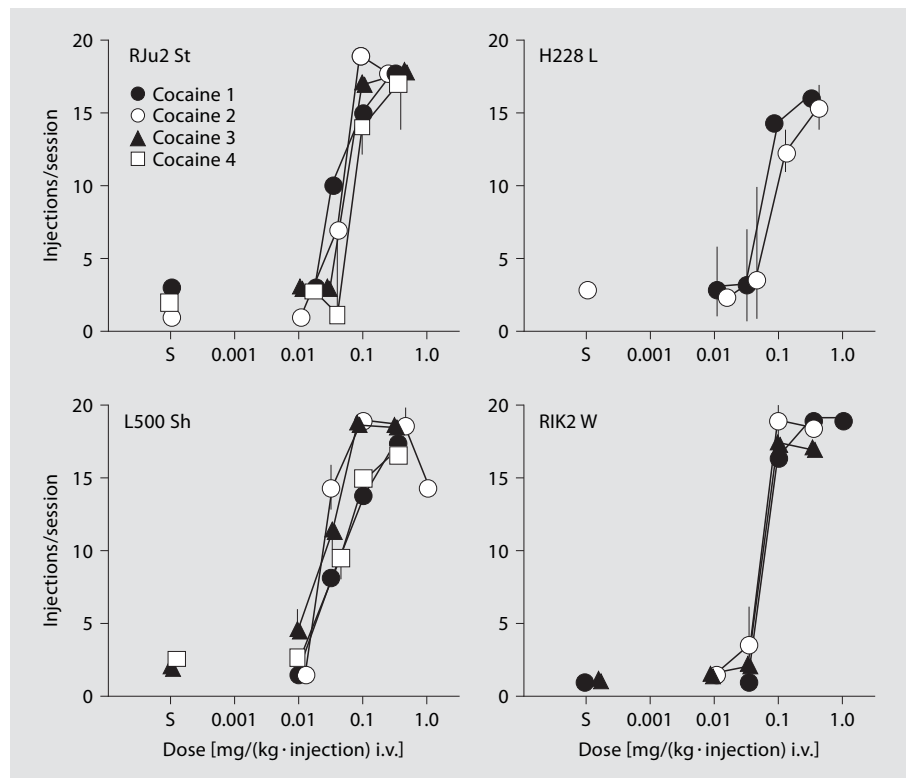 RJu2 St
Cocaine 1
Cocaine 2
Cocaine 3
Cocaine 4
Injections/session
20
15
10
5
0
S 0.001 0.01 0.1 1.0
H228 L
20
15
10
5
0
S 0.001 0.01 0.1 1.0
L500 Sh
Injections/session
20
15
10
5
0
S 0.001 0.01 0.1 1.0
Dose [mg/(kg·injection) i.v.]
RIK2 W
20
15
10
5
0
S 0.001 0.01 0.1 1.0
Dose [mg/(kg·injection) i.v.]